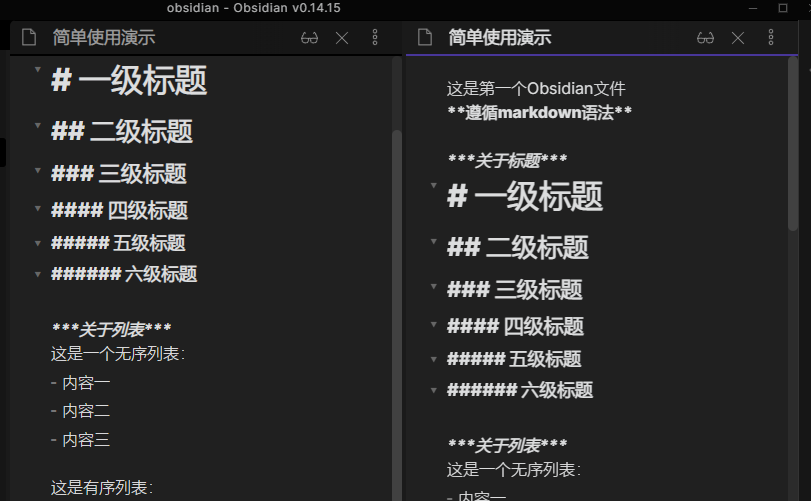 obsidian - Obsidian v0.14.15
简单使用演示
# 一级标题
## 二级标题
### 三级标题
#### 四级标题
##### 五级标题
###### 六级标题
***关于列表***
这是一个无序列表：
- 内容一
- 内容二
- 内容三
这是有序列表：
简单使用演示
这是第一个Obsidian文件
**遵循markdown语法**
***关于标题***
# 一级标题
## 二级标题
### 三级标题
#### 四级标题
##### 五级标题
###### 六级标题
***关于列表***
这是一个无序列表：
- 内容一